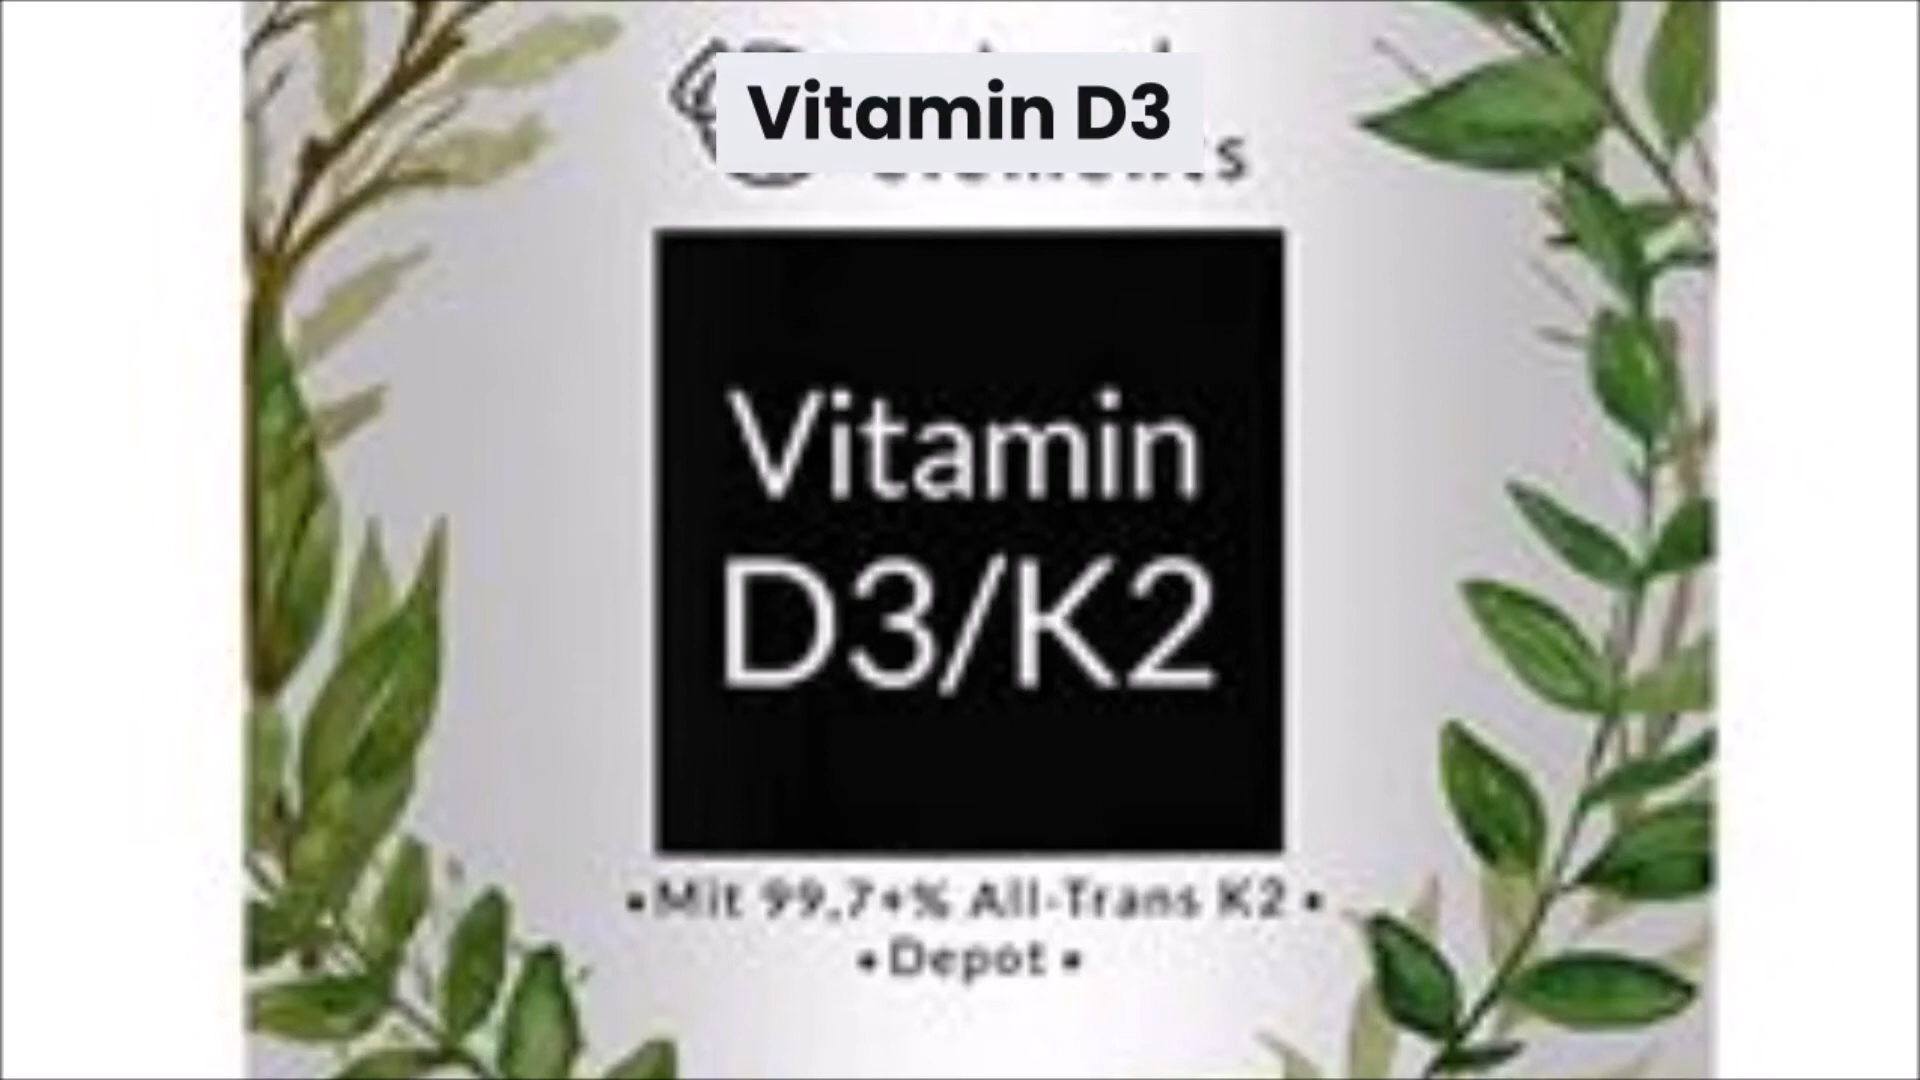 Vitamin D3
Vitamin
D3/K2
•Mit 99,7+% All-Trans K2•
•Depot•